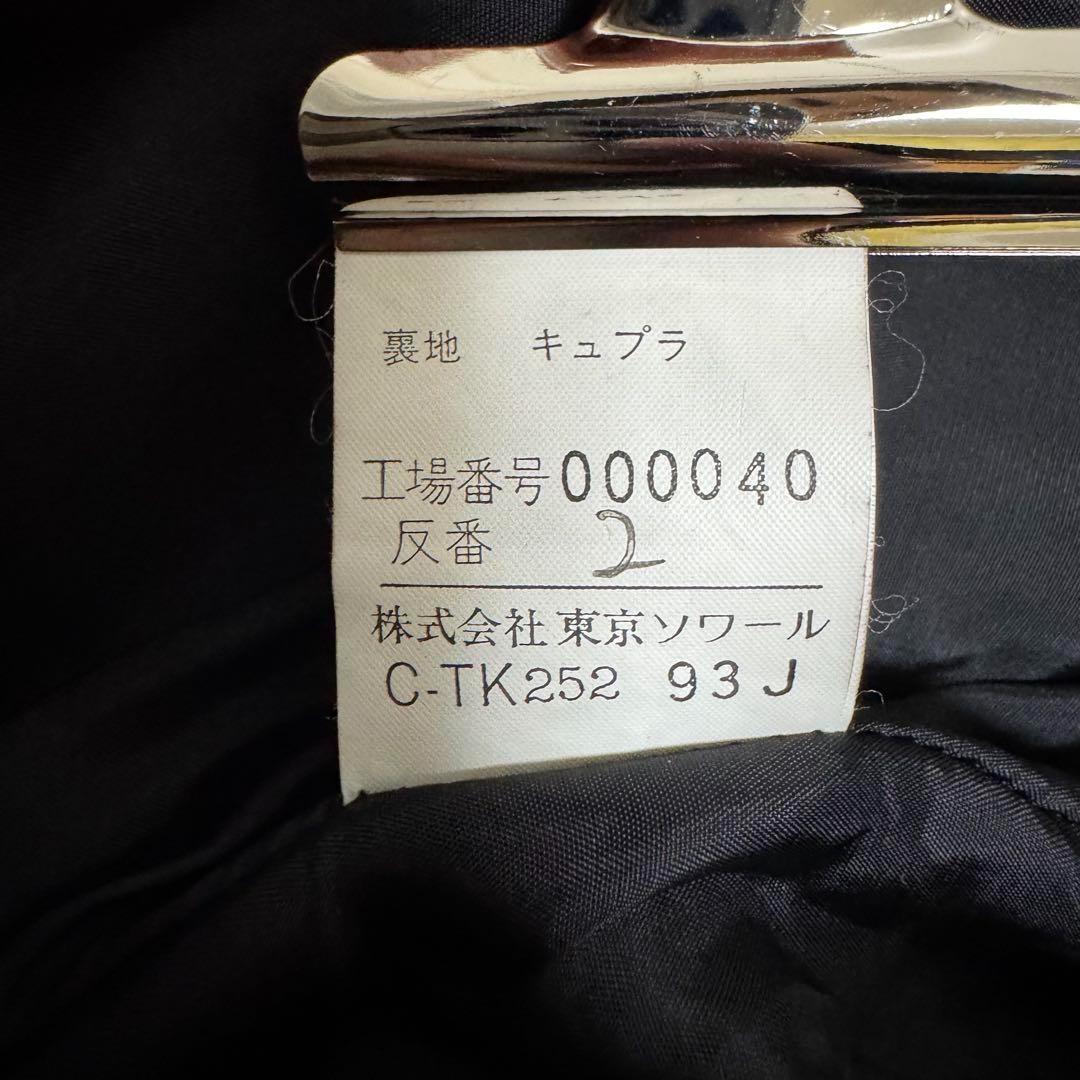 裏地 キュプラ
工場番号000040
反番 2
株式会社東京ソワール
C-TK252 93J